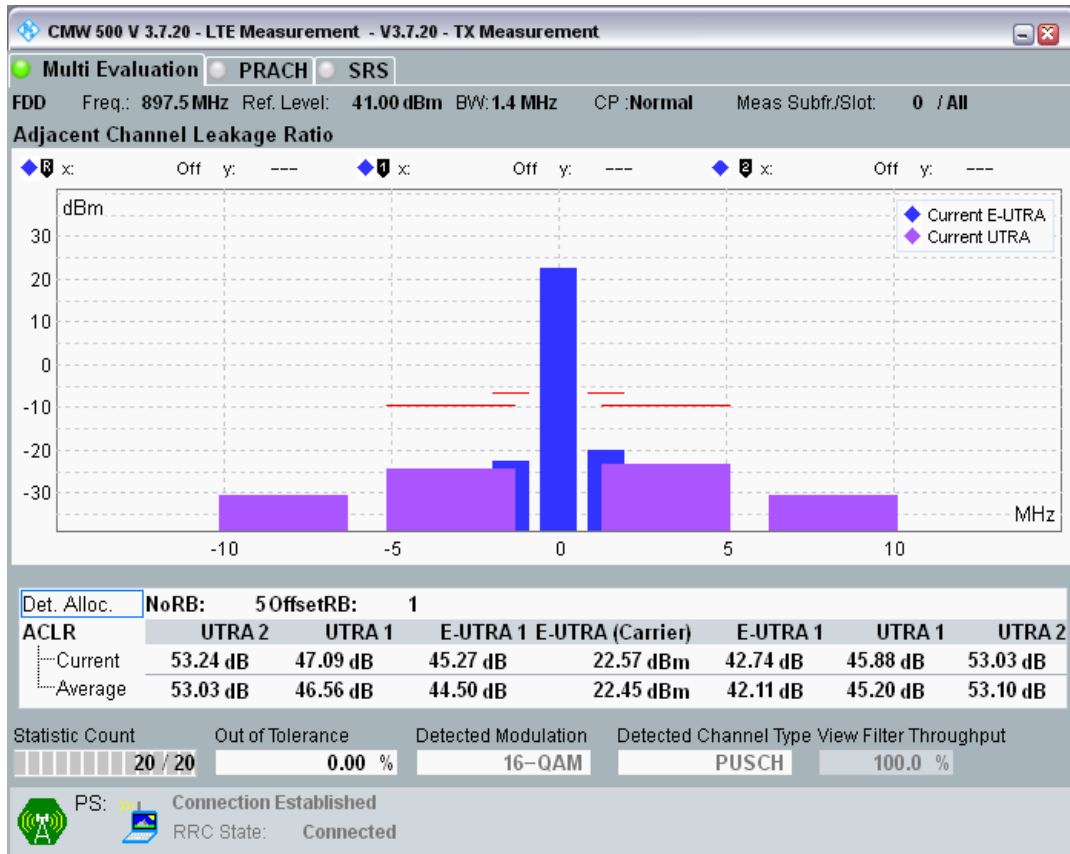 CMW 500 V 3.7.20 - LTE Measurement - V3.7.20 - TX Measurement
Multi Evaluation PRACH SRS
FDD Freq.: 897.5 MHz Ref. Level: 41.00 dBm BW: 1.4 MHz CP :Normal Meas Subfr./Slot: 0 / All
Adjacent Channel Leakage Ratio
R x: Off y: --- 1 x: Off y: --- 2 x: Off y: ---
dBm
Current E-UTRA
Current UTRA
30
20
10
0
-10
-20
-30
MHz
-10 -5 0 5 10
Det. Alloc. NoRB: 5 OffsetRB: 1
ACLR UTRA 2 UTRA 1 E-UTRA 1 E-UTRA (Carrier) E-UTRA 1 UTRA 1 UTRA 2
Current 53.24 dB 47.09 dB 45.27 dB 22.57 dBm 42.74 dB 45.88 dB 53.03 dB
Average 53.03 dB 46.56 dB 44.50 dB 22.45 dBm 42.11 dB 45.20 dB 53.10 dB
Statistic Count Out of Tolerance Detected Modulation Detected Channel Type View Filter Throughput
20 / 20 0.00 % 16-QAM PUSCH 100.0 %
PS: Connection Established
RRC State: Connected